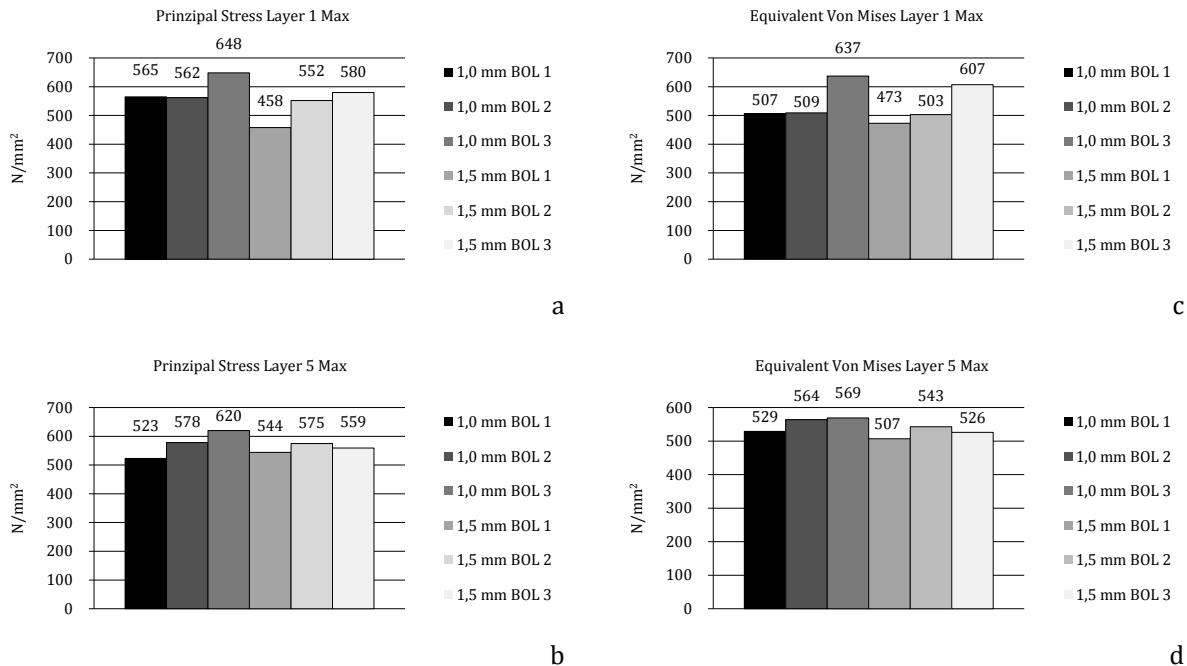 Prinzipal Stress Layer 1 Max
N/mm²
700
600
500
400
300
200
100
0
565
562
648
458
552
580
1,0 mm BOL 1
1,0 mm BOL 2
1,0 mm BOL 3
1,5 mm BOL 1
1,5 mm BOL 2
1,5 mm BOL 3
a
Equivalent Von Mises Layer 1 Max
N/mm²
700
600
500
400
300
200
100
0
507
509
637
473
503
607
1,0 mm BOL 1
1,0 mm BOL 2
1,0 mm BOL 3
1,5 mm BOL 1
1,5 mm BOL 2
1,5 mm BOL 3
c
Prinzipal Stress Layer 5 Max
N/mm²
700
600
500
400
300
200
100
0
523
578
620
544
575
559
1,0 mm BOL 1
1,0 mm BOL 2
1,0 mm BOL 3
1,5 mm BOL 1
1,5 mm BOL 2
1,5 mm BOL 3
b
Equivalent Von Mises Layer 5 Max
N/mm²
600
500
400
300
200
100
0
529
564
569
507
543
526
1,0 mm BOL 1
1,0 mm BOL 2
1,0 mm BOL 3
1,5 mm BOL 1
1,5 mm BOL 2
1,5 mm BOL 3
d